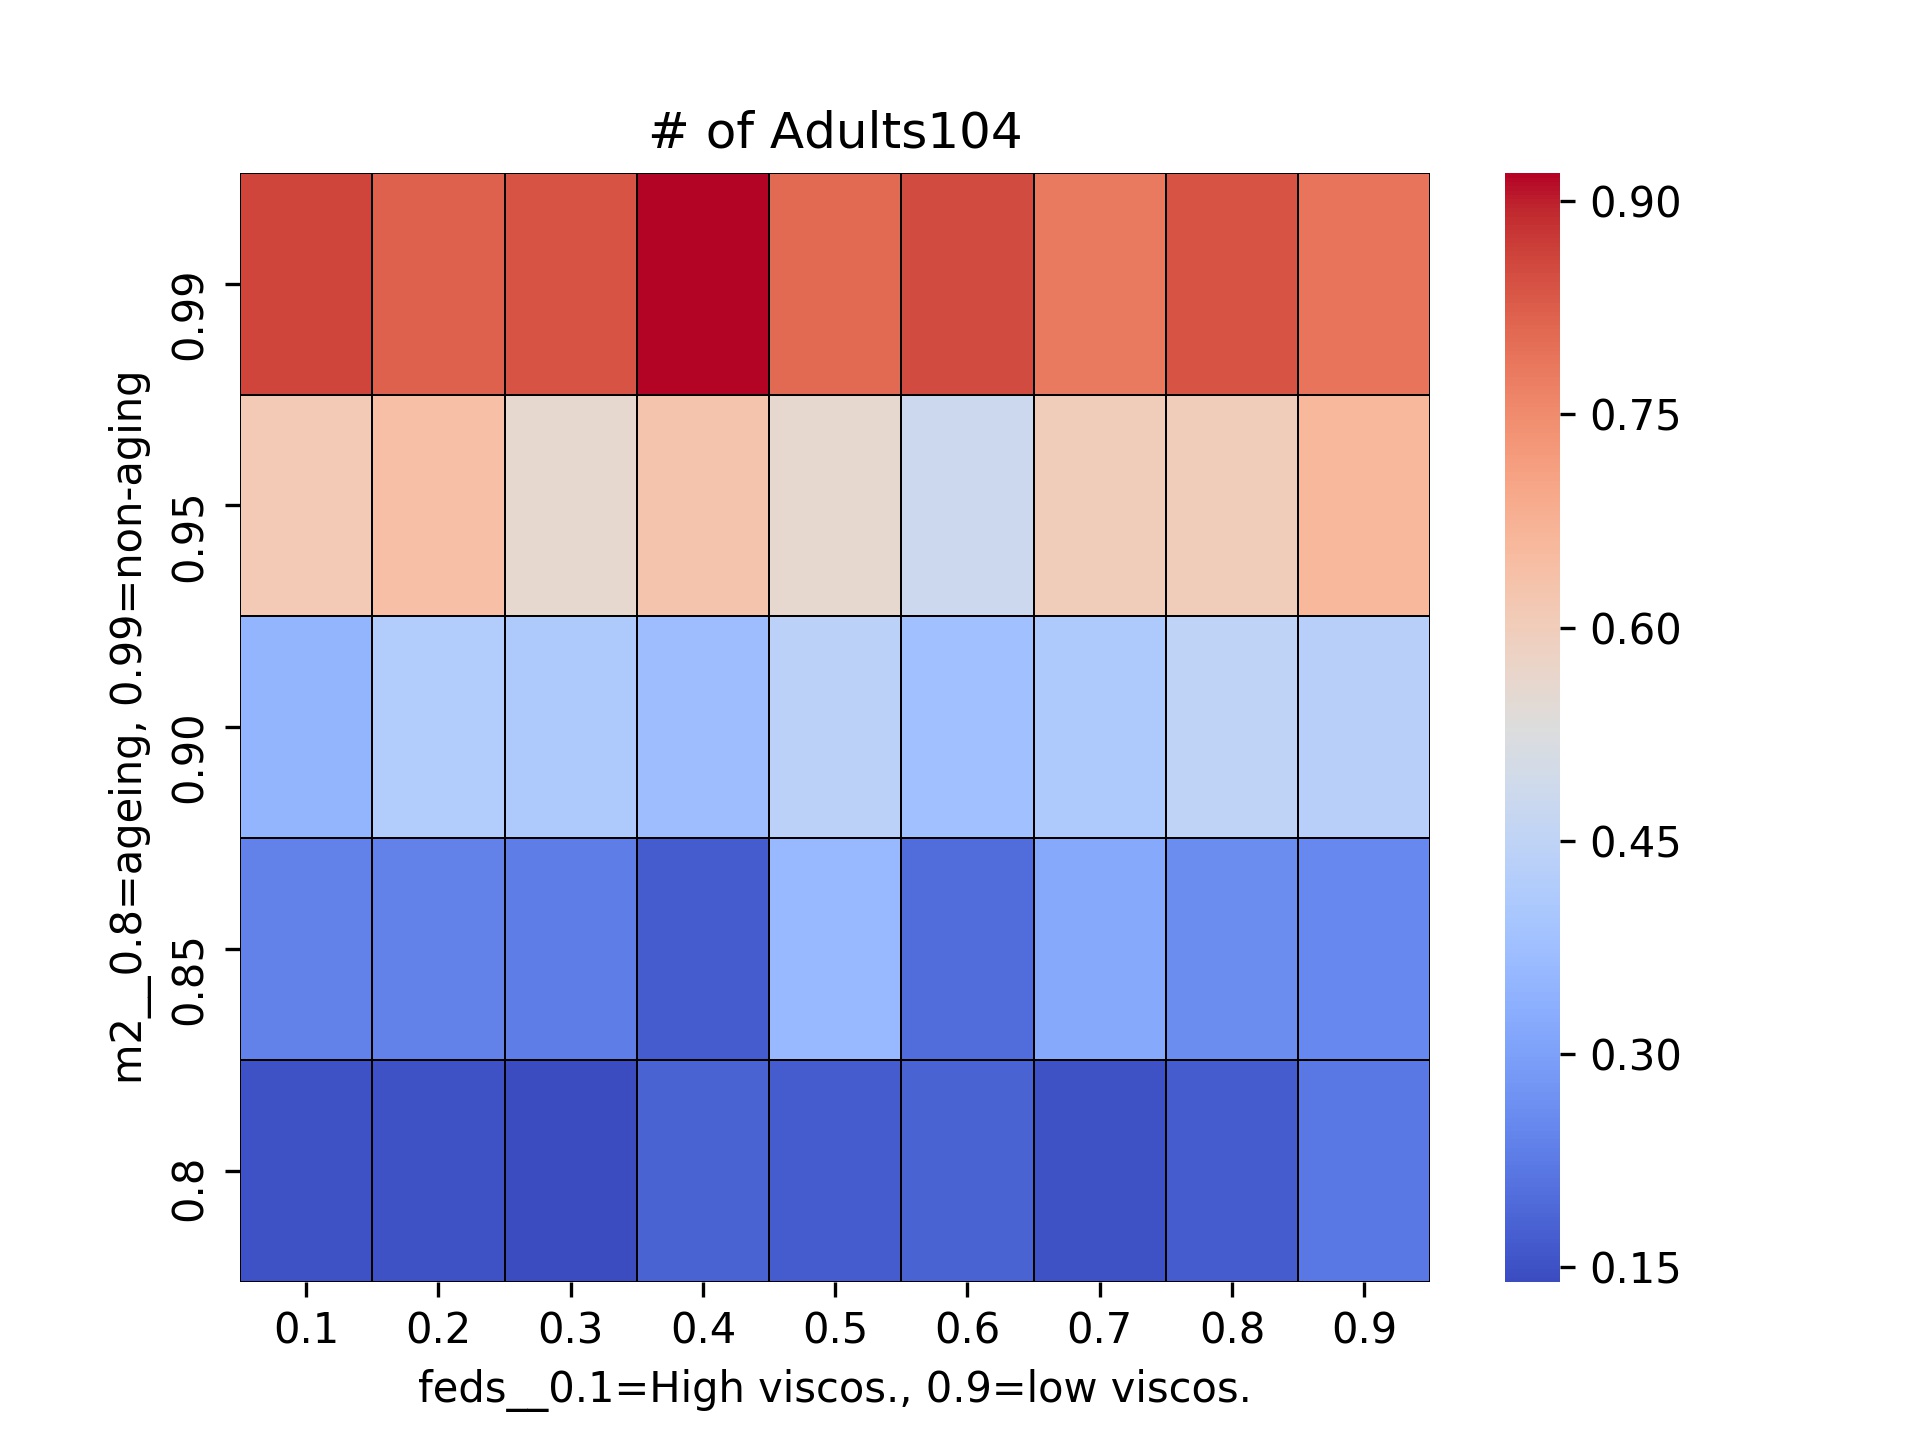 # of Adults104
m2__0.8=ageing, 0.99=non-aging
0.99
0.95
0.90
0.85
0.8
0.1 0.2 0.3 0.4 0.5 0.6 0.7 0.8 0.9
feds__0.1=High viscos., 0.9=low viscos.
0.90
0.75
0.60
0.45
0.30
0.15